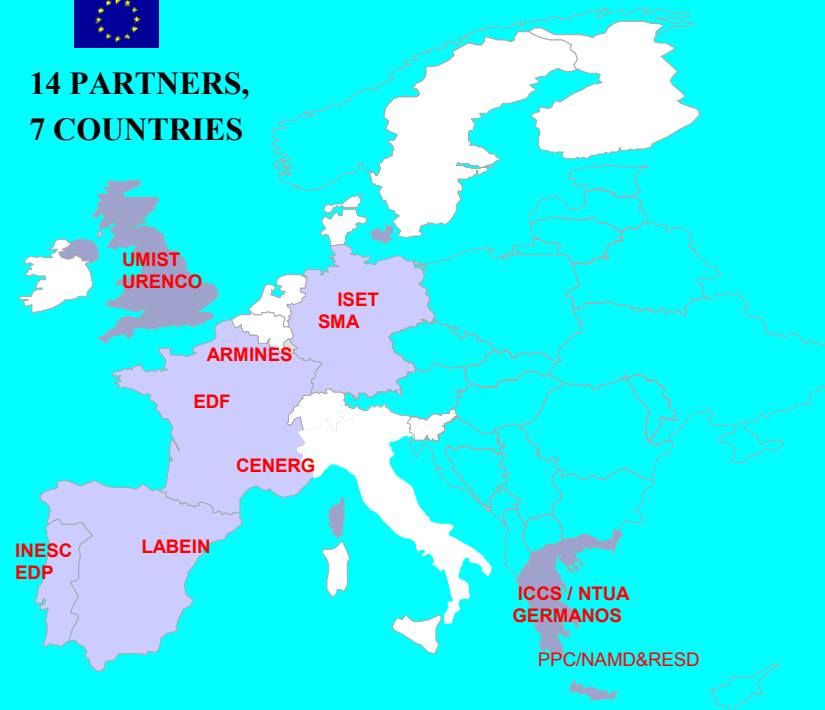 14 PARTNERS,
7 COUNTRIES
UMIST
URENCO
ISET
SMA
ARMINES
EDF
CENERG
INESC
EDP
LABEIN
ICCS / NTUA
GERMANOS
PPC/NAMD&RESD